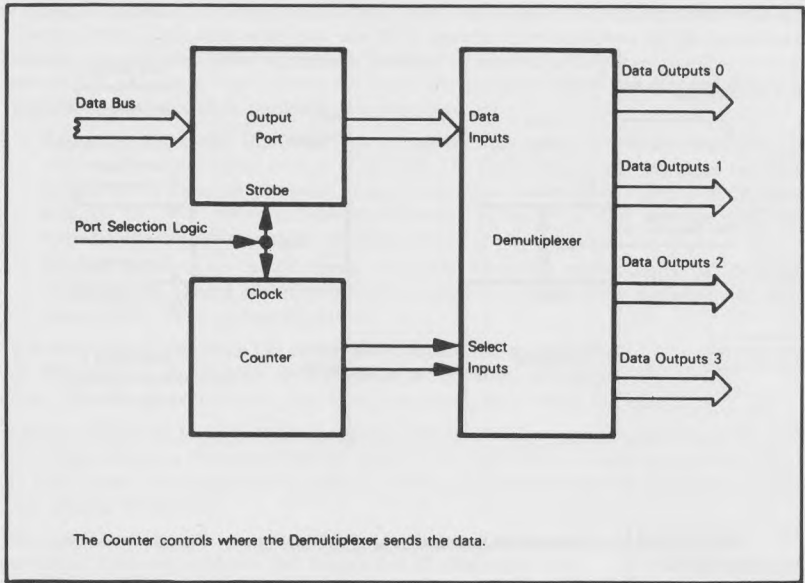 Data Bus
Output
Port
Strobe
Port Selection Logic
Clock
Counter
Data
Inputs
Demultiplexer
Select
Inputs
Data Outputs 0
Data Outputs 1
Data Outputs 2
Data Outputs 3
The Counter controls where the Demultiplexer sends the data.